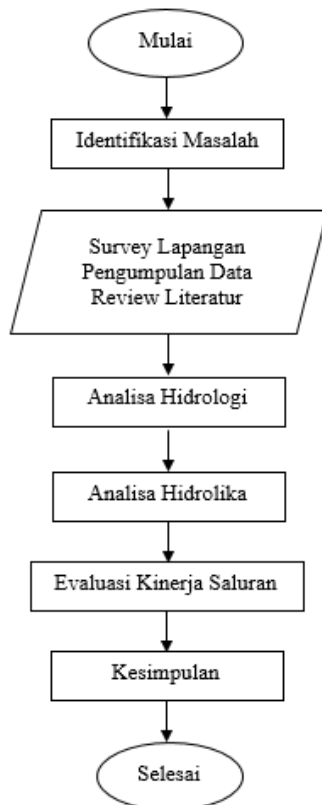 Mulai
Identifikasi Masalah
Survey Lapangan
Pengumpulan Data
Review Literatur
Analisa Hidrologi
Analisa Hidrolika
Evaluasi Kinerja Saluran
Kesimpulan
Selesai